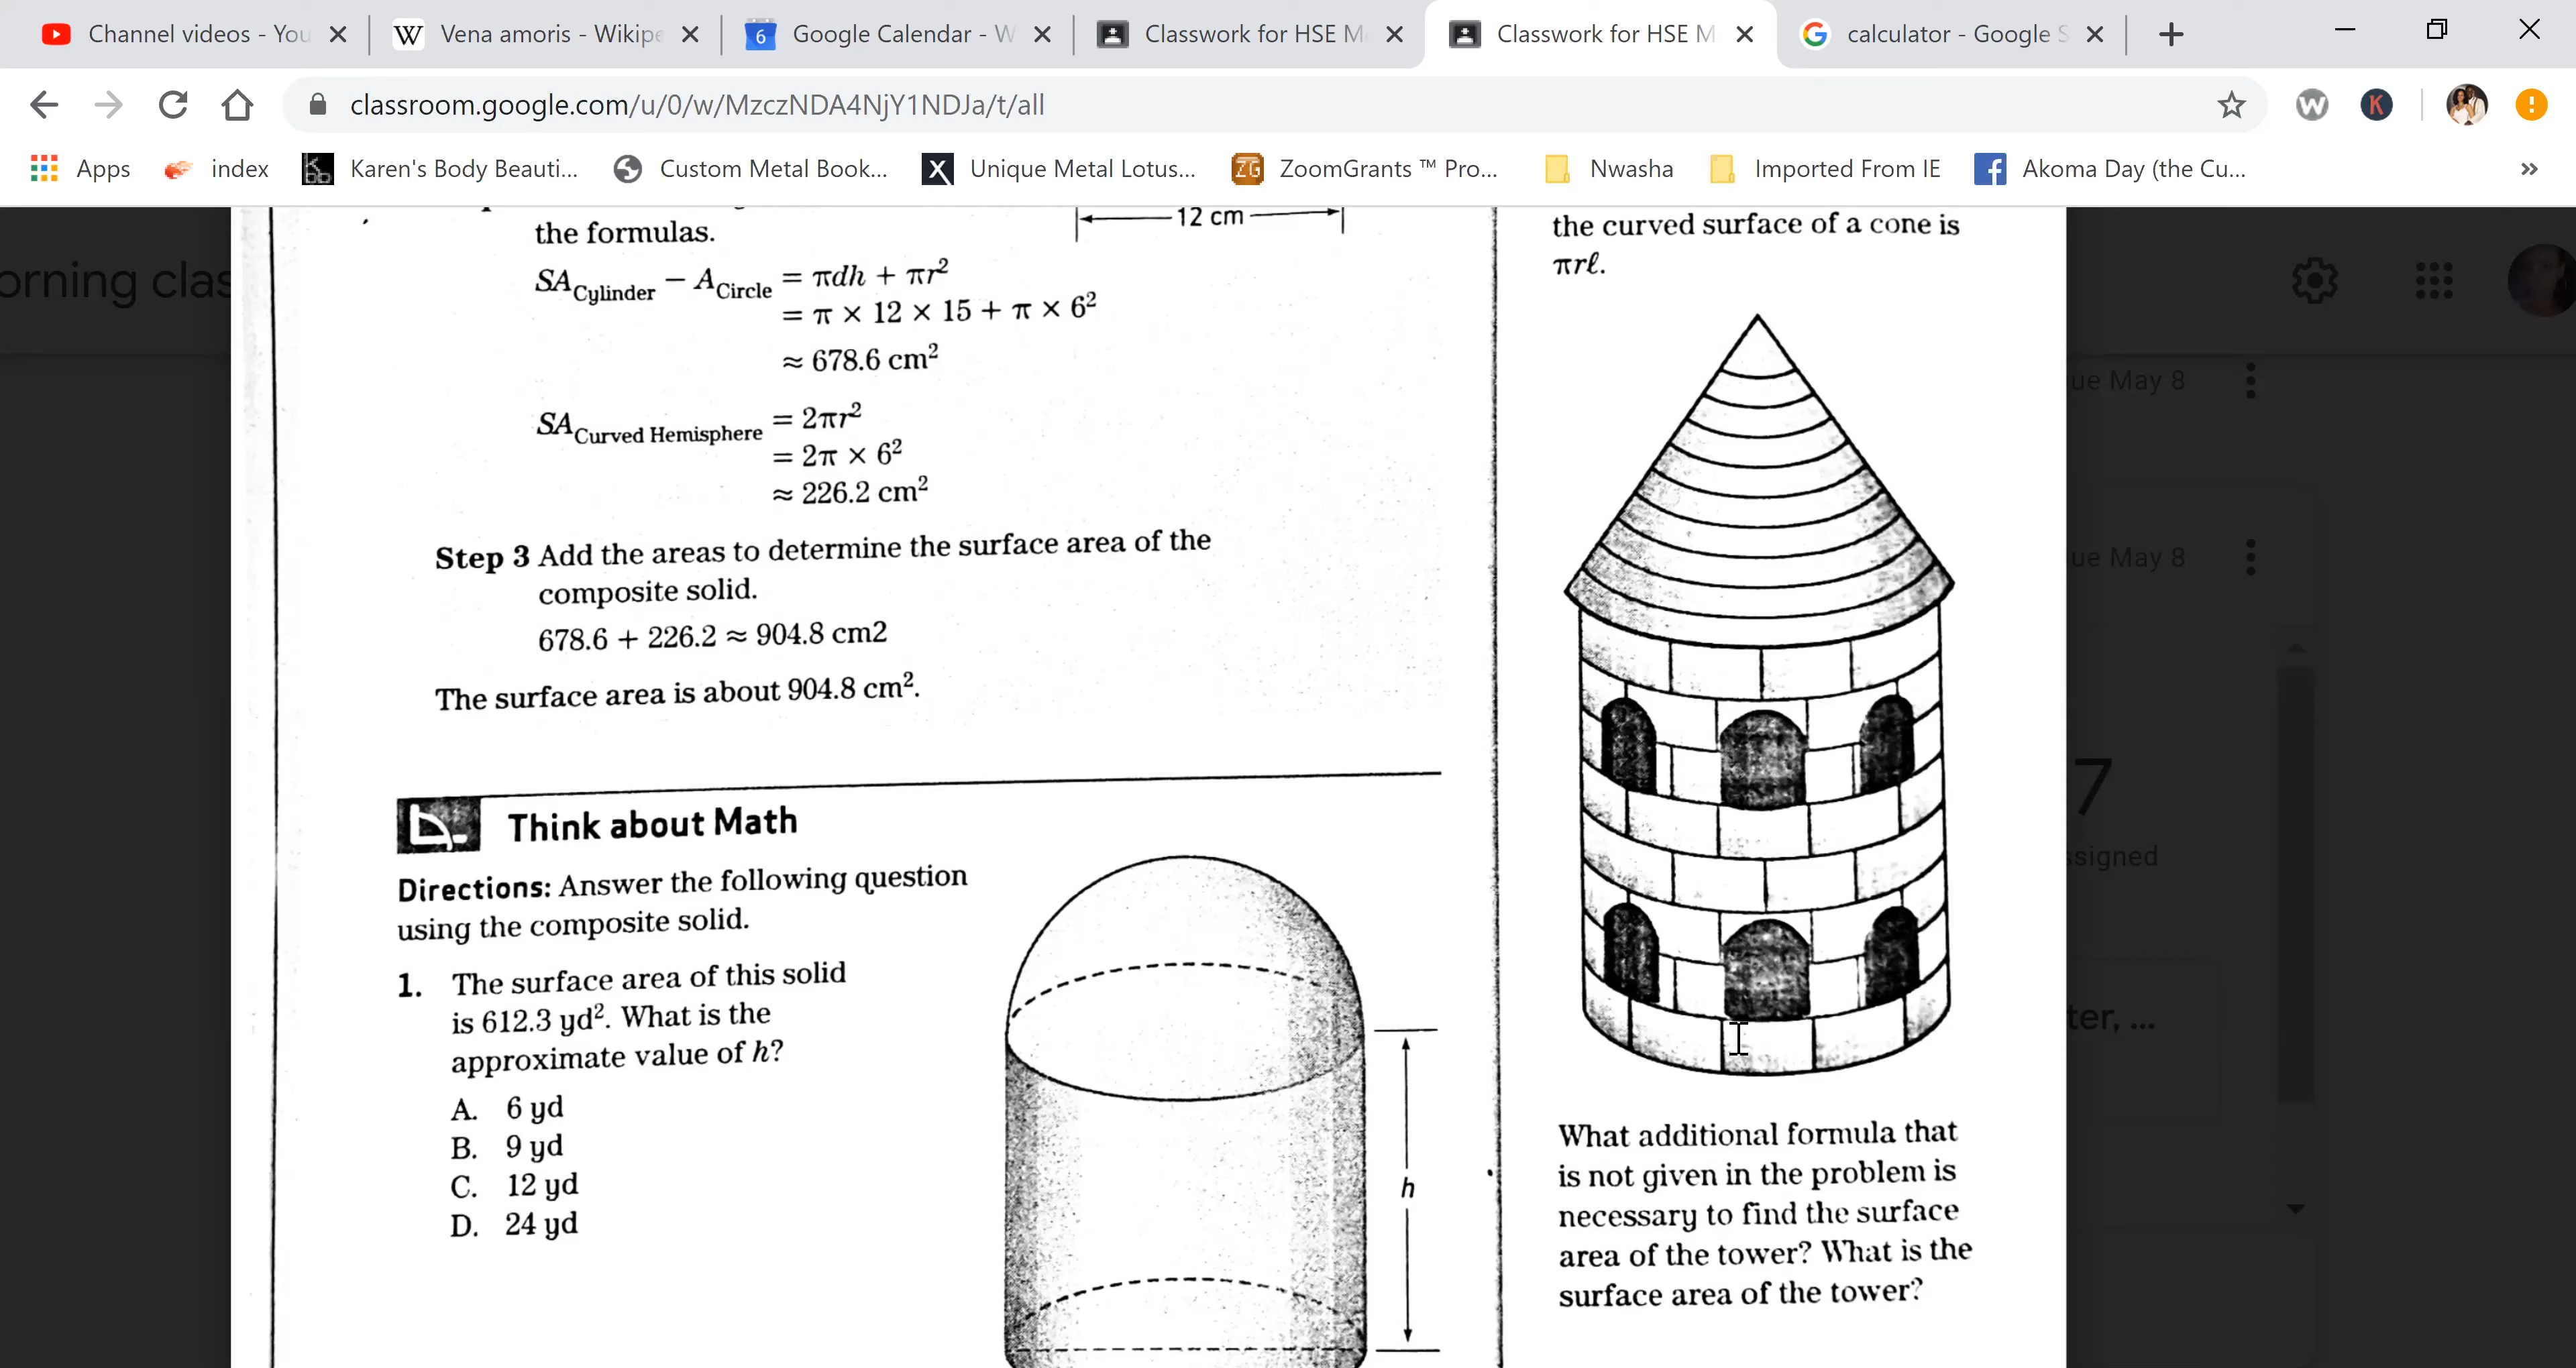 Channel videos - You
Vena amoris - Wikipe
6
Google Calendar - W
Classwork for HSE M
Classwork for HSE M
calculator - Google S
classroom.google.com/u/0/w/MzczNDA4NjY1NDJa/t/all
Apps
index
Karen's Body Beauti...
Custom Metal Book...
Unique Metal Lotus...
ZG
ZoomGrants ™ Pro...
Nwasha
Imported From IE
Akoma Day (the Cu...
orning clas
the formulas.
12 cm
SA Cylinder − A Circle = πdh + πr²
= π × 12 × 15 + π × 6²
≈ 678.6 cm²
SA Curved Hemisphere = 2πr²
= 2π × 6²
≈ 226.2 cm²
Step 3 Add the areas to determine the surface area of the
composite solid.
678.6 + 226.2 ≈ 904.8 cm2
The surface area is about 904.8 cm².
Think about Math
Directions: Answer the following question
using the composite solid.
1. The surface area of this solid
is 612.3 yd². What is the
approximate value of h?
A. 6 yd
B. 9 yd
C. 12 yd
D. 24 yd
h
the curved surface of a cone is
πrℓ.
What additional formula that
is not given in the problem is
necessary to find the surface
area of the tower? What is the
surface area of the tower?
ue May 8
ue May 8
7
ssigned
ter, ...